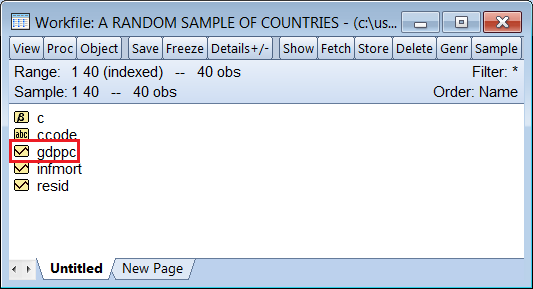 Workfile: A RANDOM SAMPLE OF COUNTRIES - (c:\us...
View Proc Object Save Freeze Details+/- Show Fetch Store Delete Genr Sample
Range: 1 40 (indexed) -- 40 obs Filter: *
Sample: 1 40 -- 40 obs Order: Name
β c
abc ccode
gdppc
infmort
resid
Untitled New Page